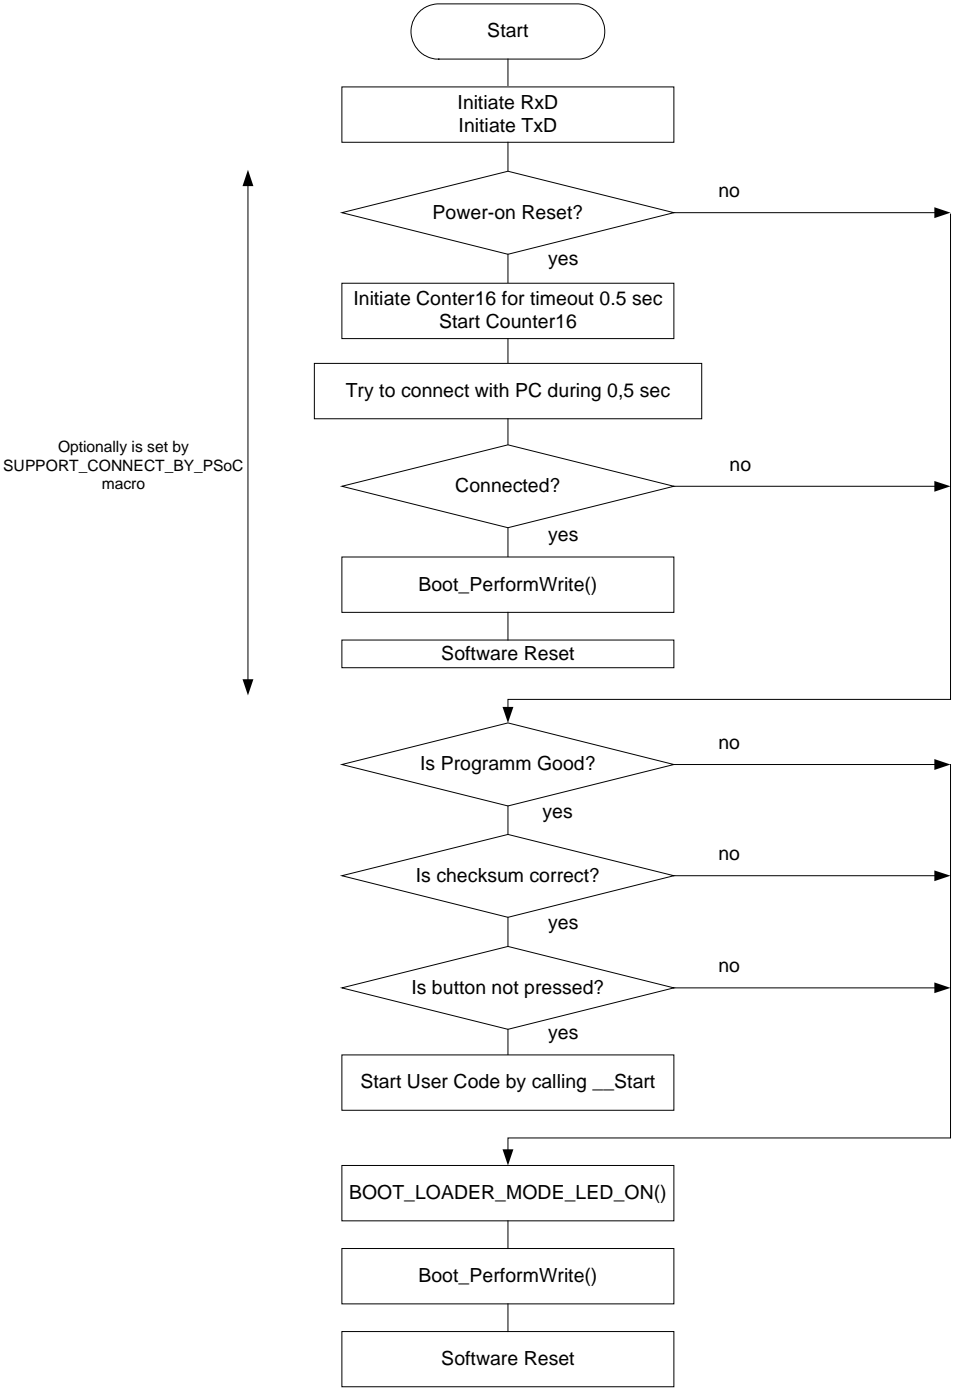 Start
Initiate RxD
Initiate TxD
Power-on Reset?
no
yes
Initiate Conter16 for timeout 0.5 sec
Start Counter16
Try to connect with PC during 0,5 sec
Optionally is set by
SUPPORT_CONNECT_BY_PSoC
macro
Connected?
no
yes
Boot_PerformWrite()
Software Reset
Is Programm Good?
no
yes
Is checksum correct?
no
yes
Is button not pressed?
no
yes
Start User Code by calling __Start
BOOT_LOADER_MODE_LED_ON()
Boot_PerformWrite()
Software Reset